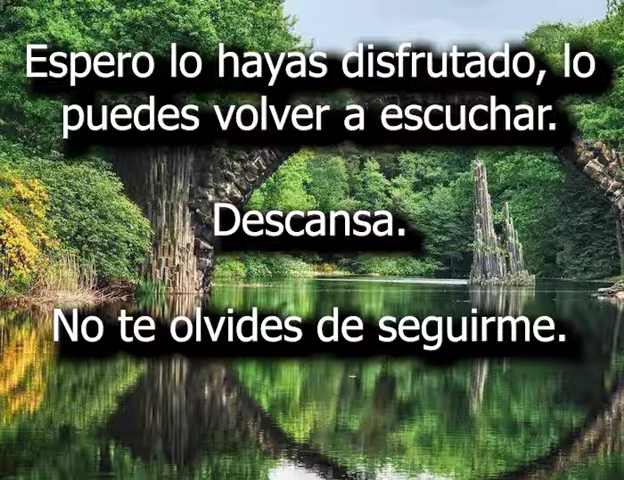 Espero lo hayas disfrutado, lo
puedes volver a escuchar.
Descansa.
No te olvides de seguirme.